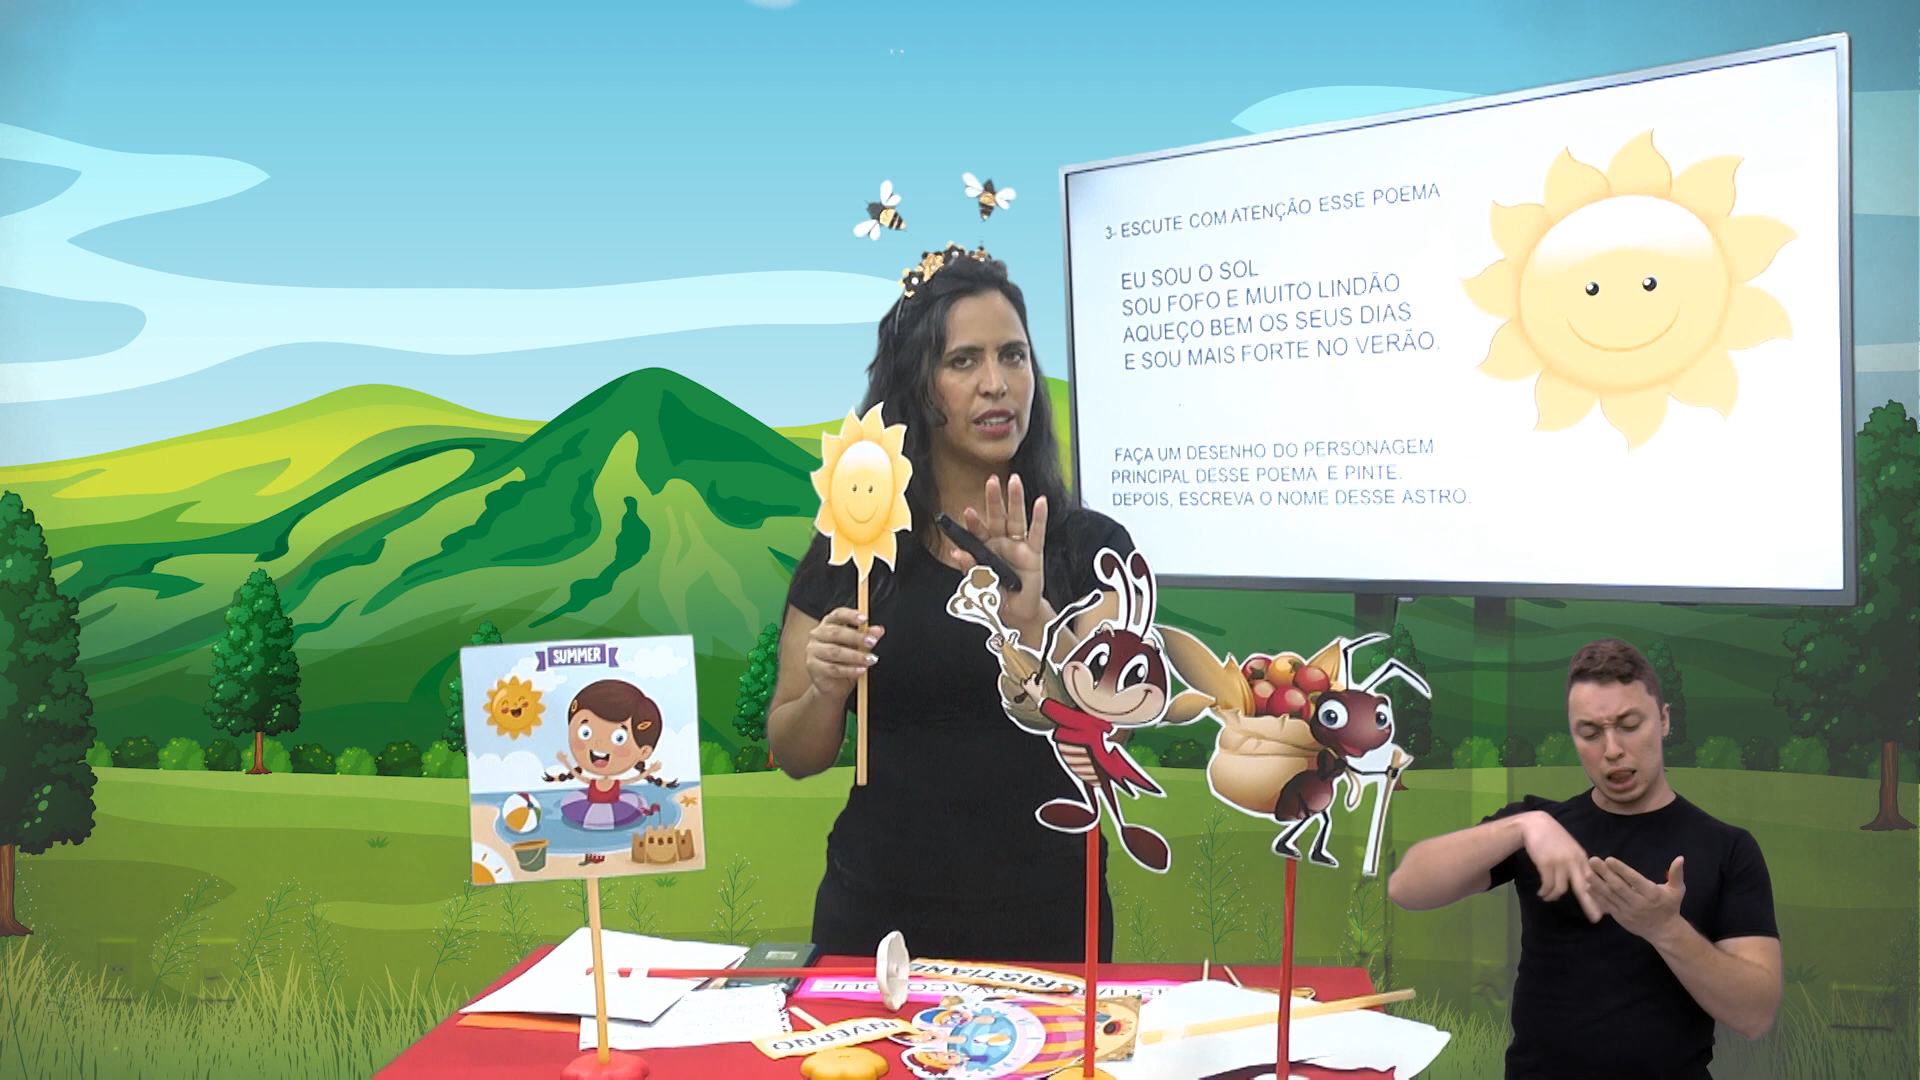 3- ESCUTE COM ATENÇÃO ESSE POEMA
EU SOU O SOL
SOU FOFO E MUITO LINDÃO
AQUEÇO BEM OS SEUS DIAS
E SOU MAIS FORTE NO VERÃO.
FAÇA UM DESENHO DO PERSONAGEM
PRINCIPAL DESSE POEMA E PINTE.
DEPOIS, ESCREVA O NOME DESSE ASTRO.
SUMMER
INVERNO